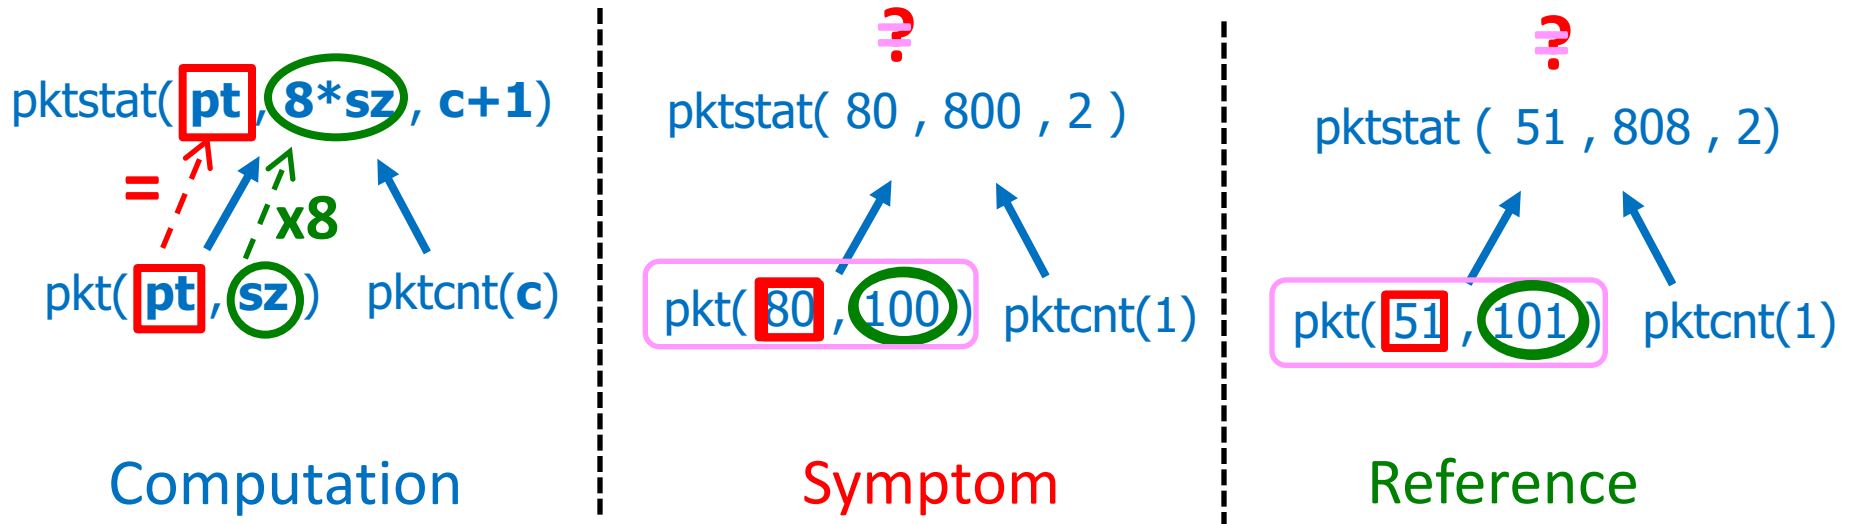 pktstat( pt , 8*sz , c+1)
=
x8
pkt( pt , sz )
pktcnt(c)
Computation
?
=
pktstat( 80 , 800 , 2 )
pkt( 80 , 100 )
pktcnt(1)
Symptom
?
=
pktstat ( 51 , 808 , 2)
pkt( 51 , 101 )
pktcnt(1)
Reference